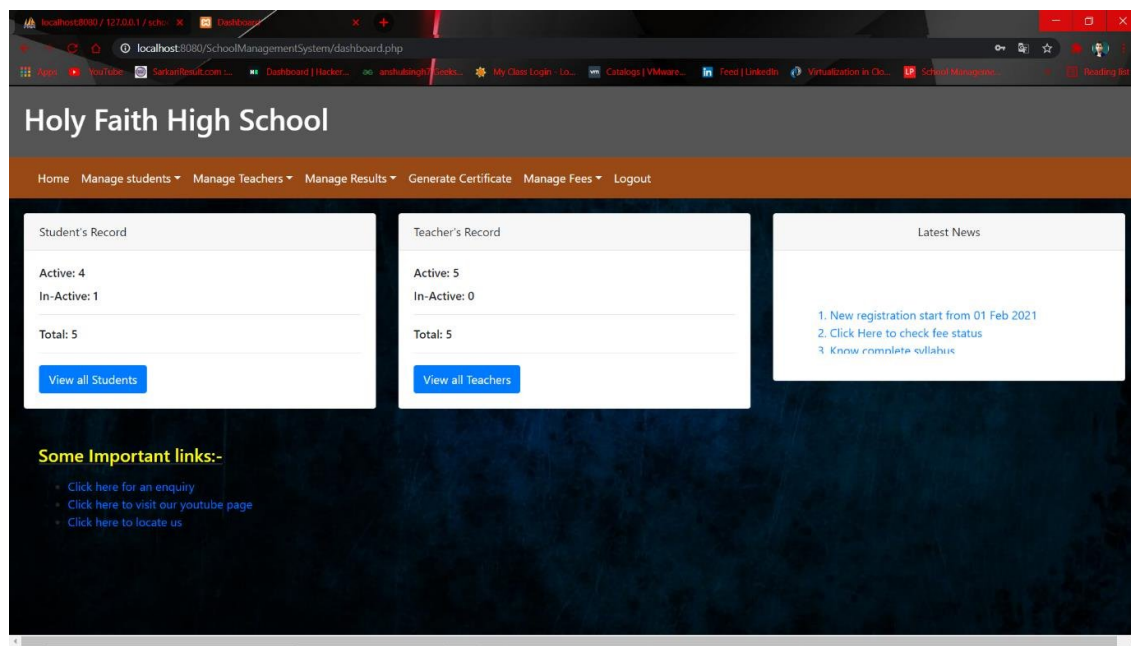 localhost:8080 / 127.0.0.1 / scho
Dashboard
localhost:8080/SchoolManagementSystem/dashboard.php
Apps YouTube SarkariResult.com :... Dashboard | Hacker... anshulsingh7 Geeks... My Class Login - Lo... Catalogs | VMware... Feed | LinkedIn Virtualization in Clo... School Manageme... Reading list
Holy Faith High School
Home Manage students Manage Teachers Manage Results Generate Certificate Manage Fees Logout
Student's Record
Active: 4
In-Active: 1
Total: 5
View all Students
Teacher's Record
Active: 5
In-Active: 0
Total: 5
View all Teachers
Latest News
1. New registration start from 01 Feb 2021
2. Click Here to check fee status
3. Know complete syllabus
Some Important links:-
Click here for an enquiry
Click here to visit our youtube page
Click here to locate us